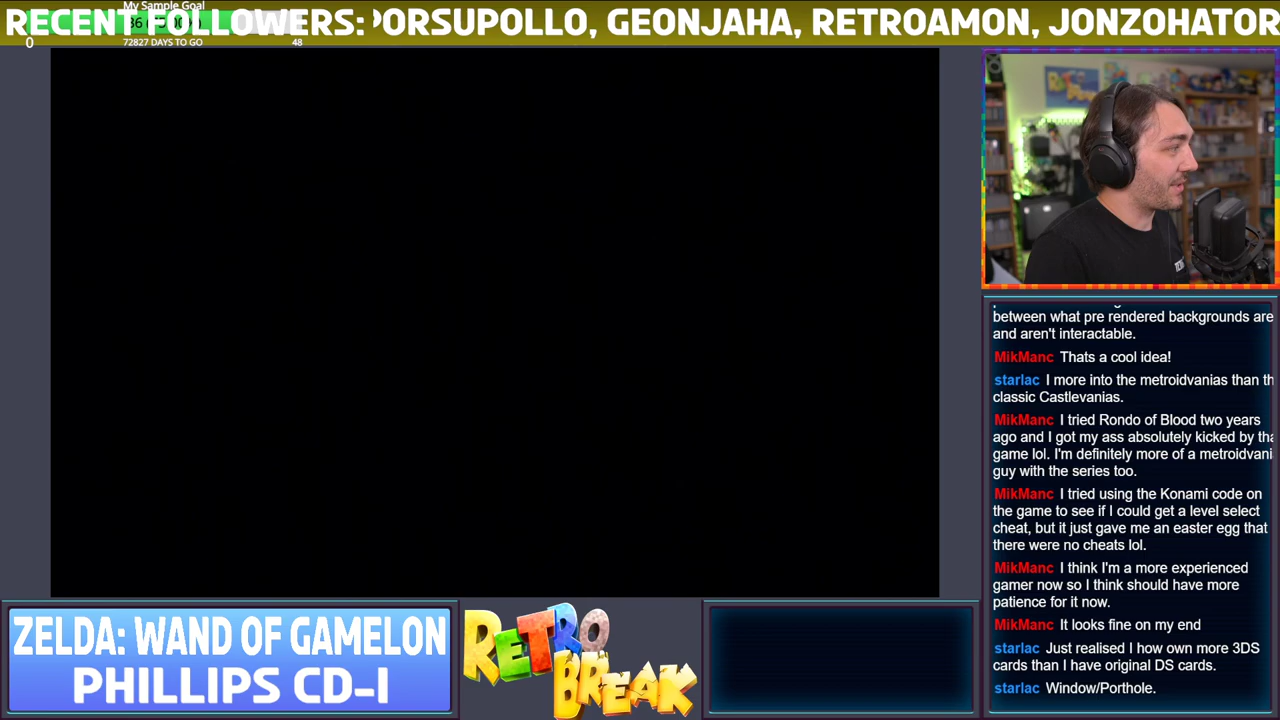 My Sample Goal
RECENT FOLLOWERS: PORSUPOLLO, GEONJAHA, RETROAMON, JONZOHATOR
0 72827 DAYS TO GO 48
between what pre rendered backgrounds are
and aren't interactable.
MikManc Thats a cool idea!
starlac I more into the metroidvanias than th
classic Castlevanias.
MikManc I tried Rondo of Blood two years
ago and I got my ass absolutely kicked by tha
game lol. I'm definitely more of a metroidvani
guy with the series too.
MikManc I tried using the Konami code on
the game to see if I could get a level select
cheat, but it just gave me an easter egg that
there were no cheats lol.
MikManc I think I'm a more experienced
gamer now so I think should have more
patience for it now.
MikManc It looks fine on my end
starlac Just realised I how own more 3DS
cards than I have original DS cards.
starlac Window/Porthole.
ZELDA: WAND OF GAMELON
PHILLIPS CD-I
RETRO
BREAK